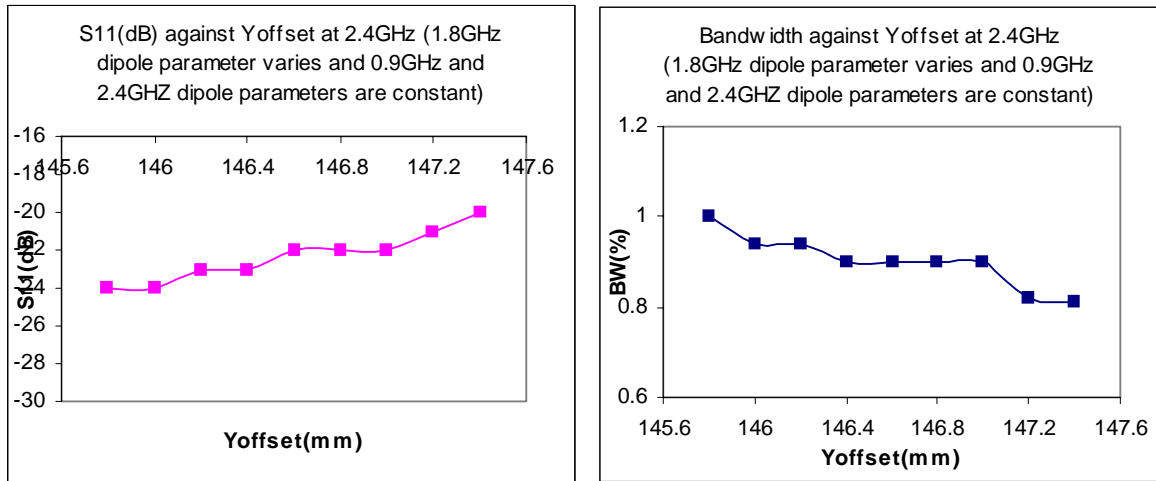 S11(dB) against Yoffset at 2.4GHz (1.8GHz
dipole parameter varies and 0.9GHz and
2.4GHZ dipole parameters are constant)
-16
145.6 146 146.4 146.8 147.2 147.6
-18
-20
-22
-24
-26
-28
-30
S11(dB)
Yoffset(mm)
Bandwidth against Yoffset at 2.4GHz
(1.8GHz dipole parameter varies and 0.9GHz
and 2.4GHZ dipole parameters are constant)
1.2
1
0.8
0.6
BW(%)
145.6 146 146.4 146.8 147.2 147.6
Yoffset(mm)